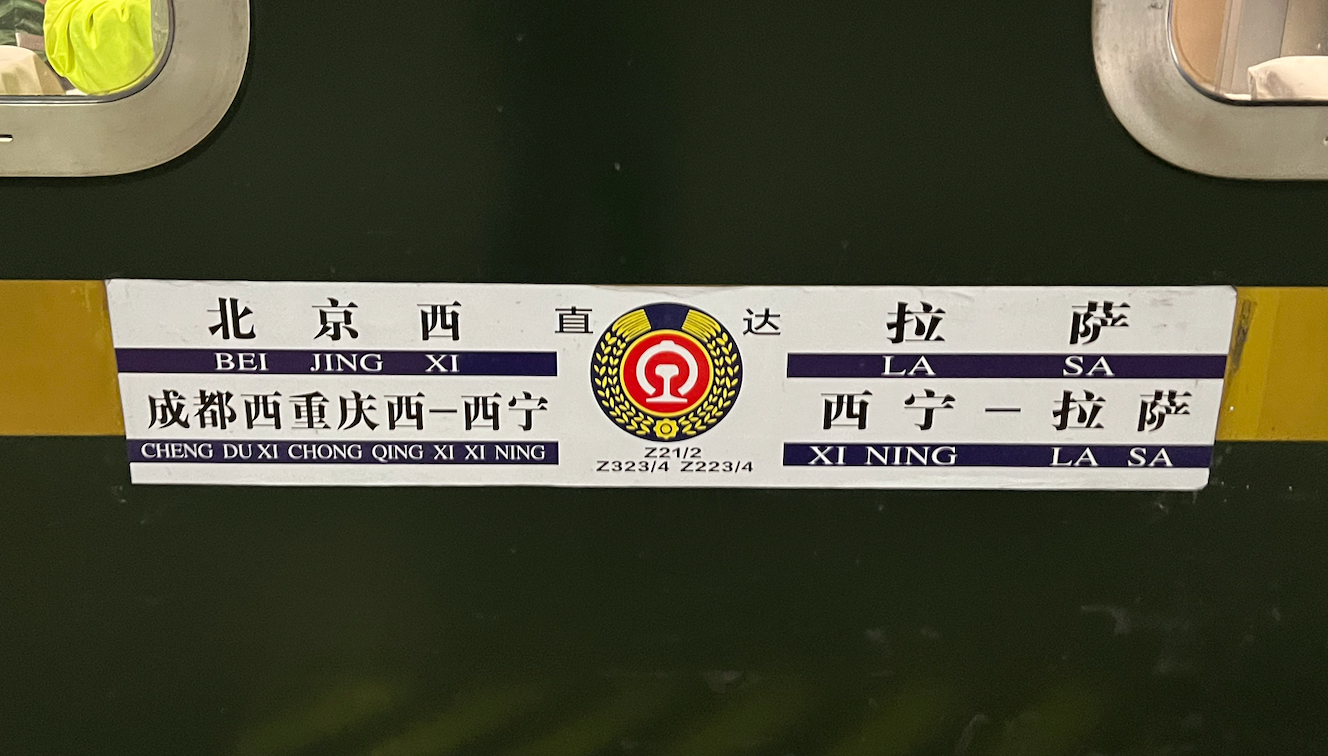 北京西 直达 拉萨
BEI JING XI LA SA
成都西重庆西–西宁 西宁–拉萨
CHENG DU XI CHONG QING XI XI NING XI NING LA SA
Z21/2
Z323/4 Z223/4